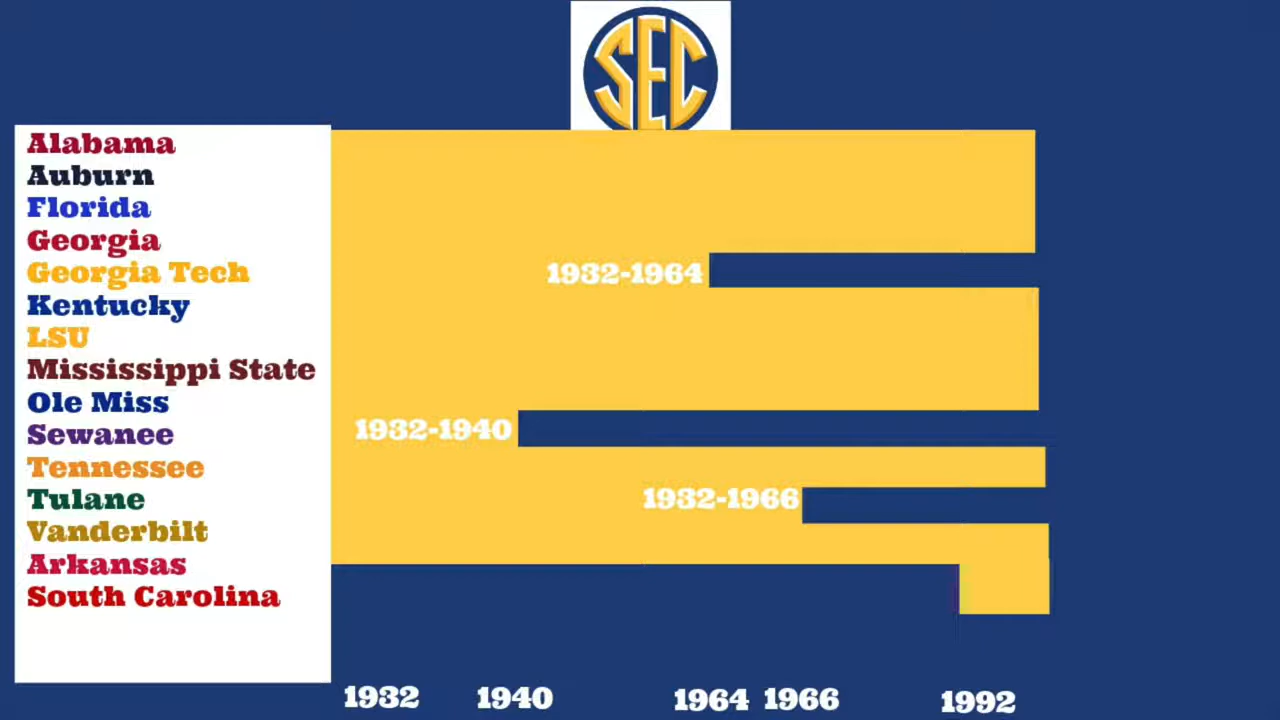 SEC
Alabama
Auburn
Florida
Georgia
Georgia Tech
1932-1964
Kentucky
LSU
Mississippi State
Ole Miss
Sewanee
1932-1940
Tennessee
Tulane
1932-1966
Vanderbilt
Arkansas
South Carolina
1932 1940 1964 1966 1992